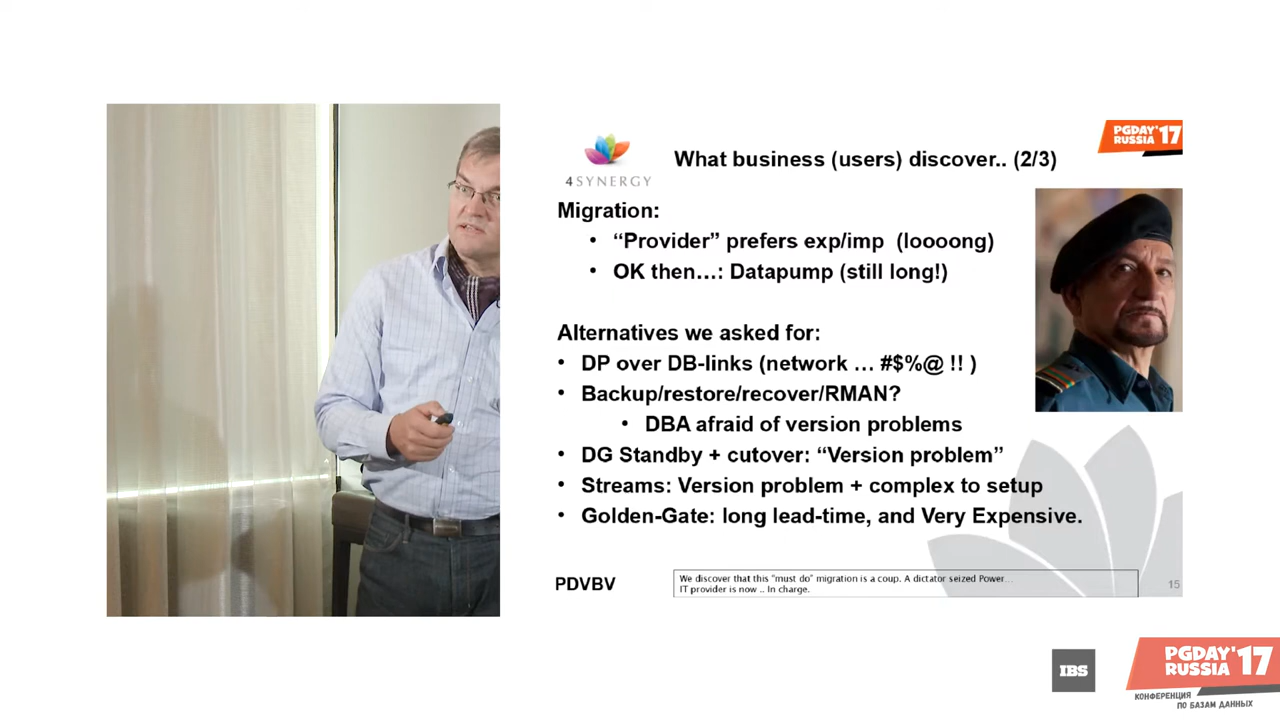 PGDAY'17
RUSSIA
4SYNERGY
What business (users) discover.. (2/3)
Migration:
• “Provider” prefers exp/imp (loooong)
• OK then…: Datapump (still long!)
Alternatives we asked for:
• DP over DB-links (network … #$%@ !! )
• Backup/restore/recover/RMAN?
• DBA afraid of version problems
• DG Standby + cutover: “Version problem”
• Streams: Version problem + complex to setup
• Golden-Gate: long lead-time, and Very Expensive.
PDVBV
We discover that this “must do” migration is a coup. A dictator seized Power…
IT provider is now .. In charge.
15
IBS
PGDAY'17
RUSSIA
КОНФЕРЕНЦИЯ
ПО БАЗАМ ДАННЫХ